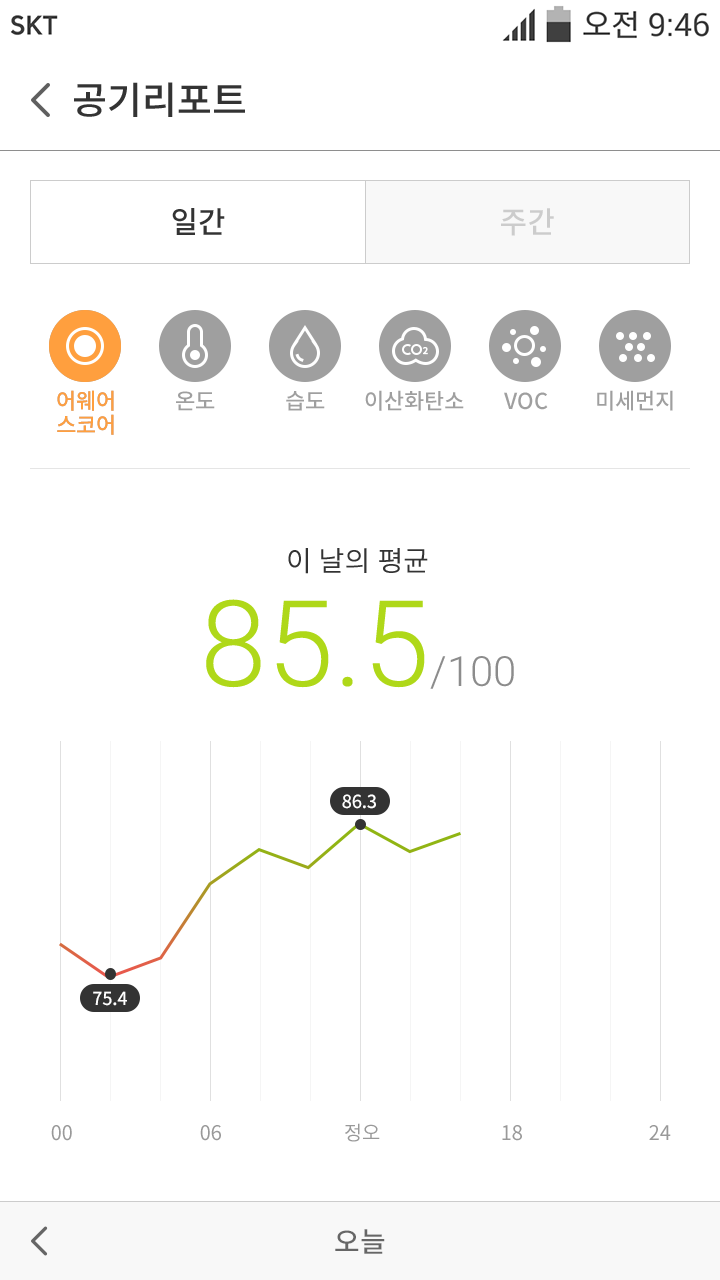 SKT 오전 9:46
공기리포트
일간 주간
어웨어
스코어
온도
습도
CO2
이산화탄소
VOC
미세먼지
이 날의 평균
85.5/100
86.3
75.4
00 06 정오 18 24
오늘